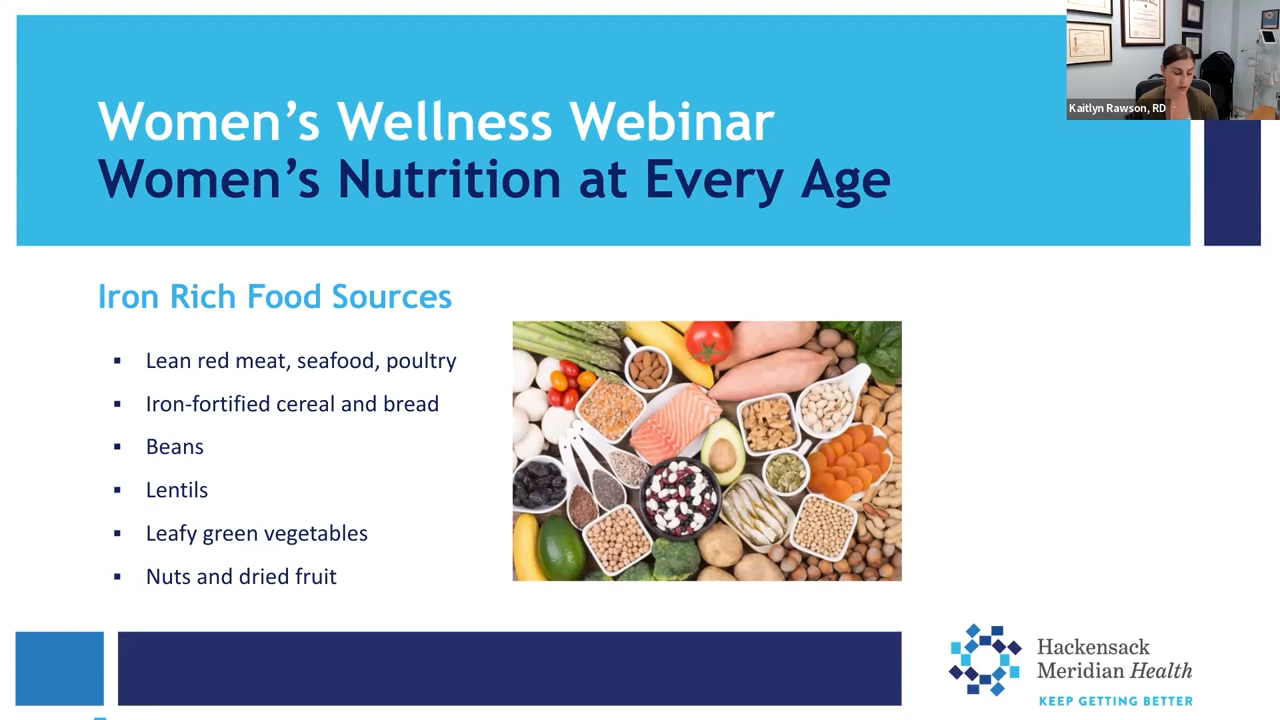 Women's Wellness Webinar
Women's Nutrition at Every Age
Kaitlyn Rawson, RD
Iron Rich Food Sources
▪ Lean red meat, seafood, poultry
▪ Iron-fortified cereal and bread
▪ Beans
▪ Lentils
▪ Leafy green vegetables
▪ Nuts and dried fruit
Hackensack
Meridian Health
KEEP GETTING BETTER